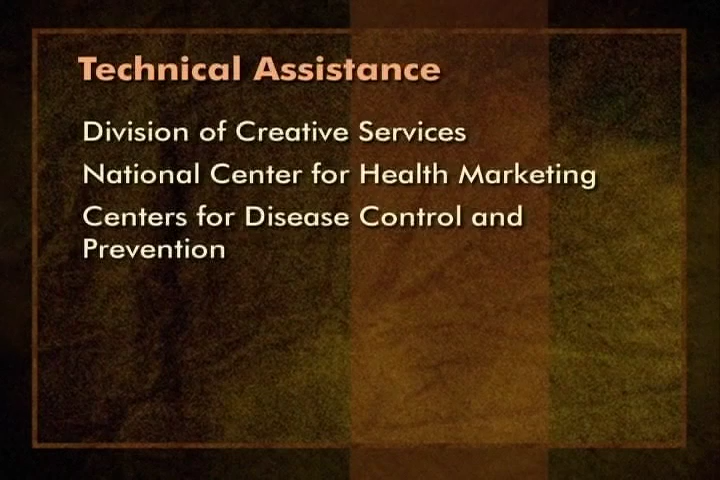 Technical Assistance
Division of Creative Services
National Center for Health Marketing
Centers for Disease Control and
Prevention